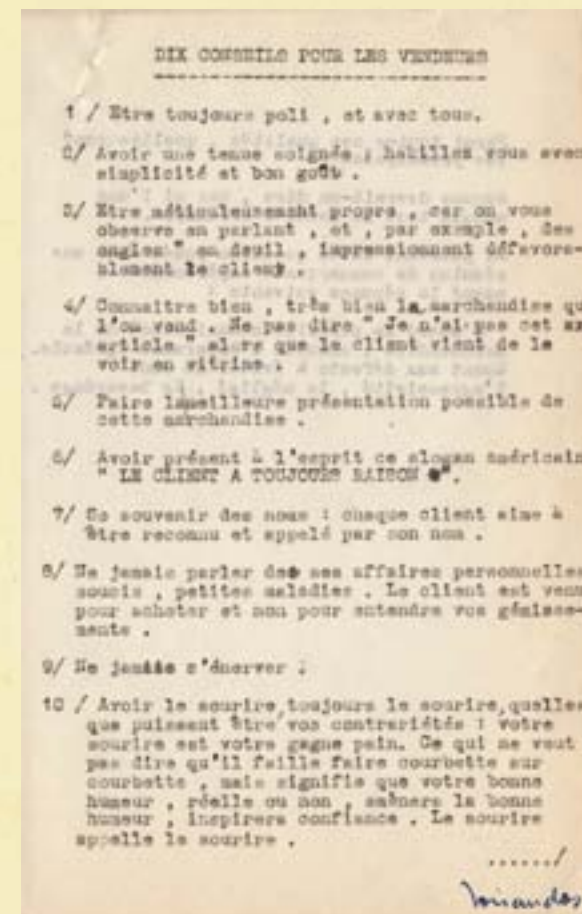 DIX CONSEILS POUR LES VENDEURS
1 / Etre toujours poli , et avec tous.
2/ Avoir une tenue soignée ; habillez vous avec
simplicité et bon goût .
3/ Etre méticuleusement propre , car on vous
observe en parlant , et , par exemple , des
ongles " en deuil , impressionnent défavora-
blement le client .
4/ Connaitre bien , très bien la marchandise qu
l'on vend . Ne pas dire " Je n'ai pas cet ex
article " alors que le client vient de le
voir en vitrine .
5/ Faire lameilleure présentation possible de
cette marchandise .
6/ Avoir présent à l'esprit ce slogan américain
" LE CLIENT A TOUJOURS RAISON ".
7/ Se souvenir des noms : chaque client aime à
être reconnu et appelé par son nom .
8/ Ne jamais parler de ses affaires personnelles
soucis , petites maladies . Le client est venu
pour acheter et non pour entendre vos gémisse-
ments .
9/ Ne jamais s'énerver .
10 / Avoir le sourire,toujours le sourire,quelles
que puissent être vos contrariétés : votre
sourire est votre gagne pain. Ce qui ne veut
pas dire qu'il faille faire courbette sur
courbette , mais signifie que votre bonne
humeur , réelle ou non , amènera la bonne
humeur , inspirera confiance . Le sourire
appelle le sourire .
....../